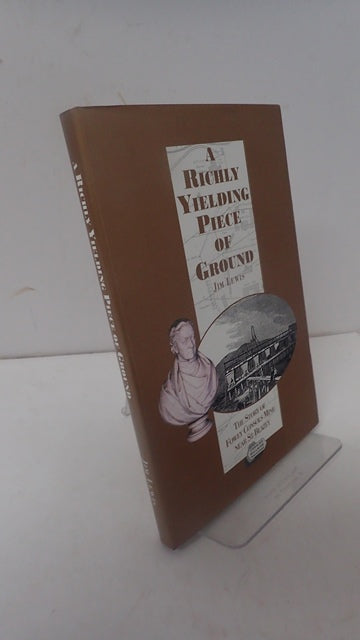 A
RICHLY
YIELDING
PIECE
OF
GROUND
JIM LEWIS
THE STORY OF
FOWEY CONSOLS MINE
NEAR ST BLAZEY
A RICHLY YIELDING PIECE OF GROUND
JIM LEWIS